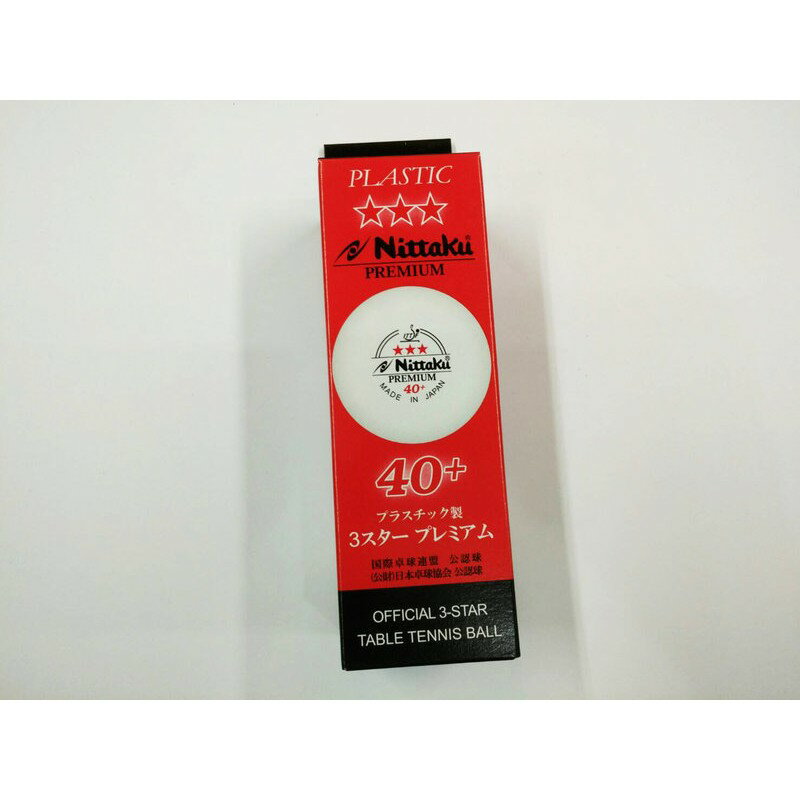 PLASTIC
Nittaku®
PREMIUM
ITTF
Nittaku®
PREMIUM
40+
MADE IN JAPAN
40+
プラスチック製
3スター プレミアム
国際卓球連盟 公認球
(公財)日本卓球協会 公認球
OFFICIAL 3-STAR
TABLE TENNIS BALL